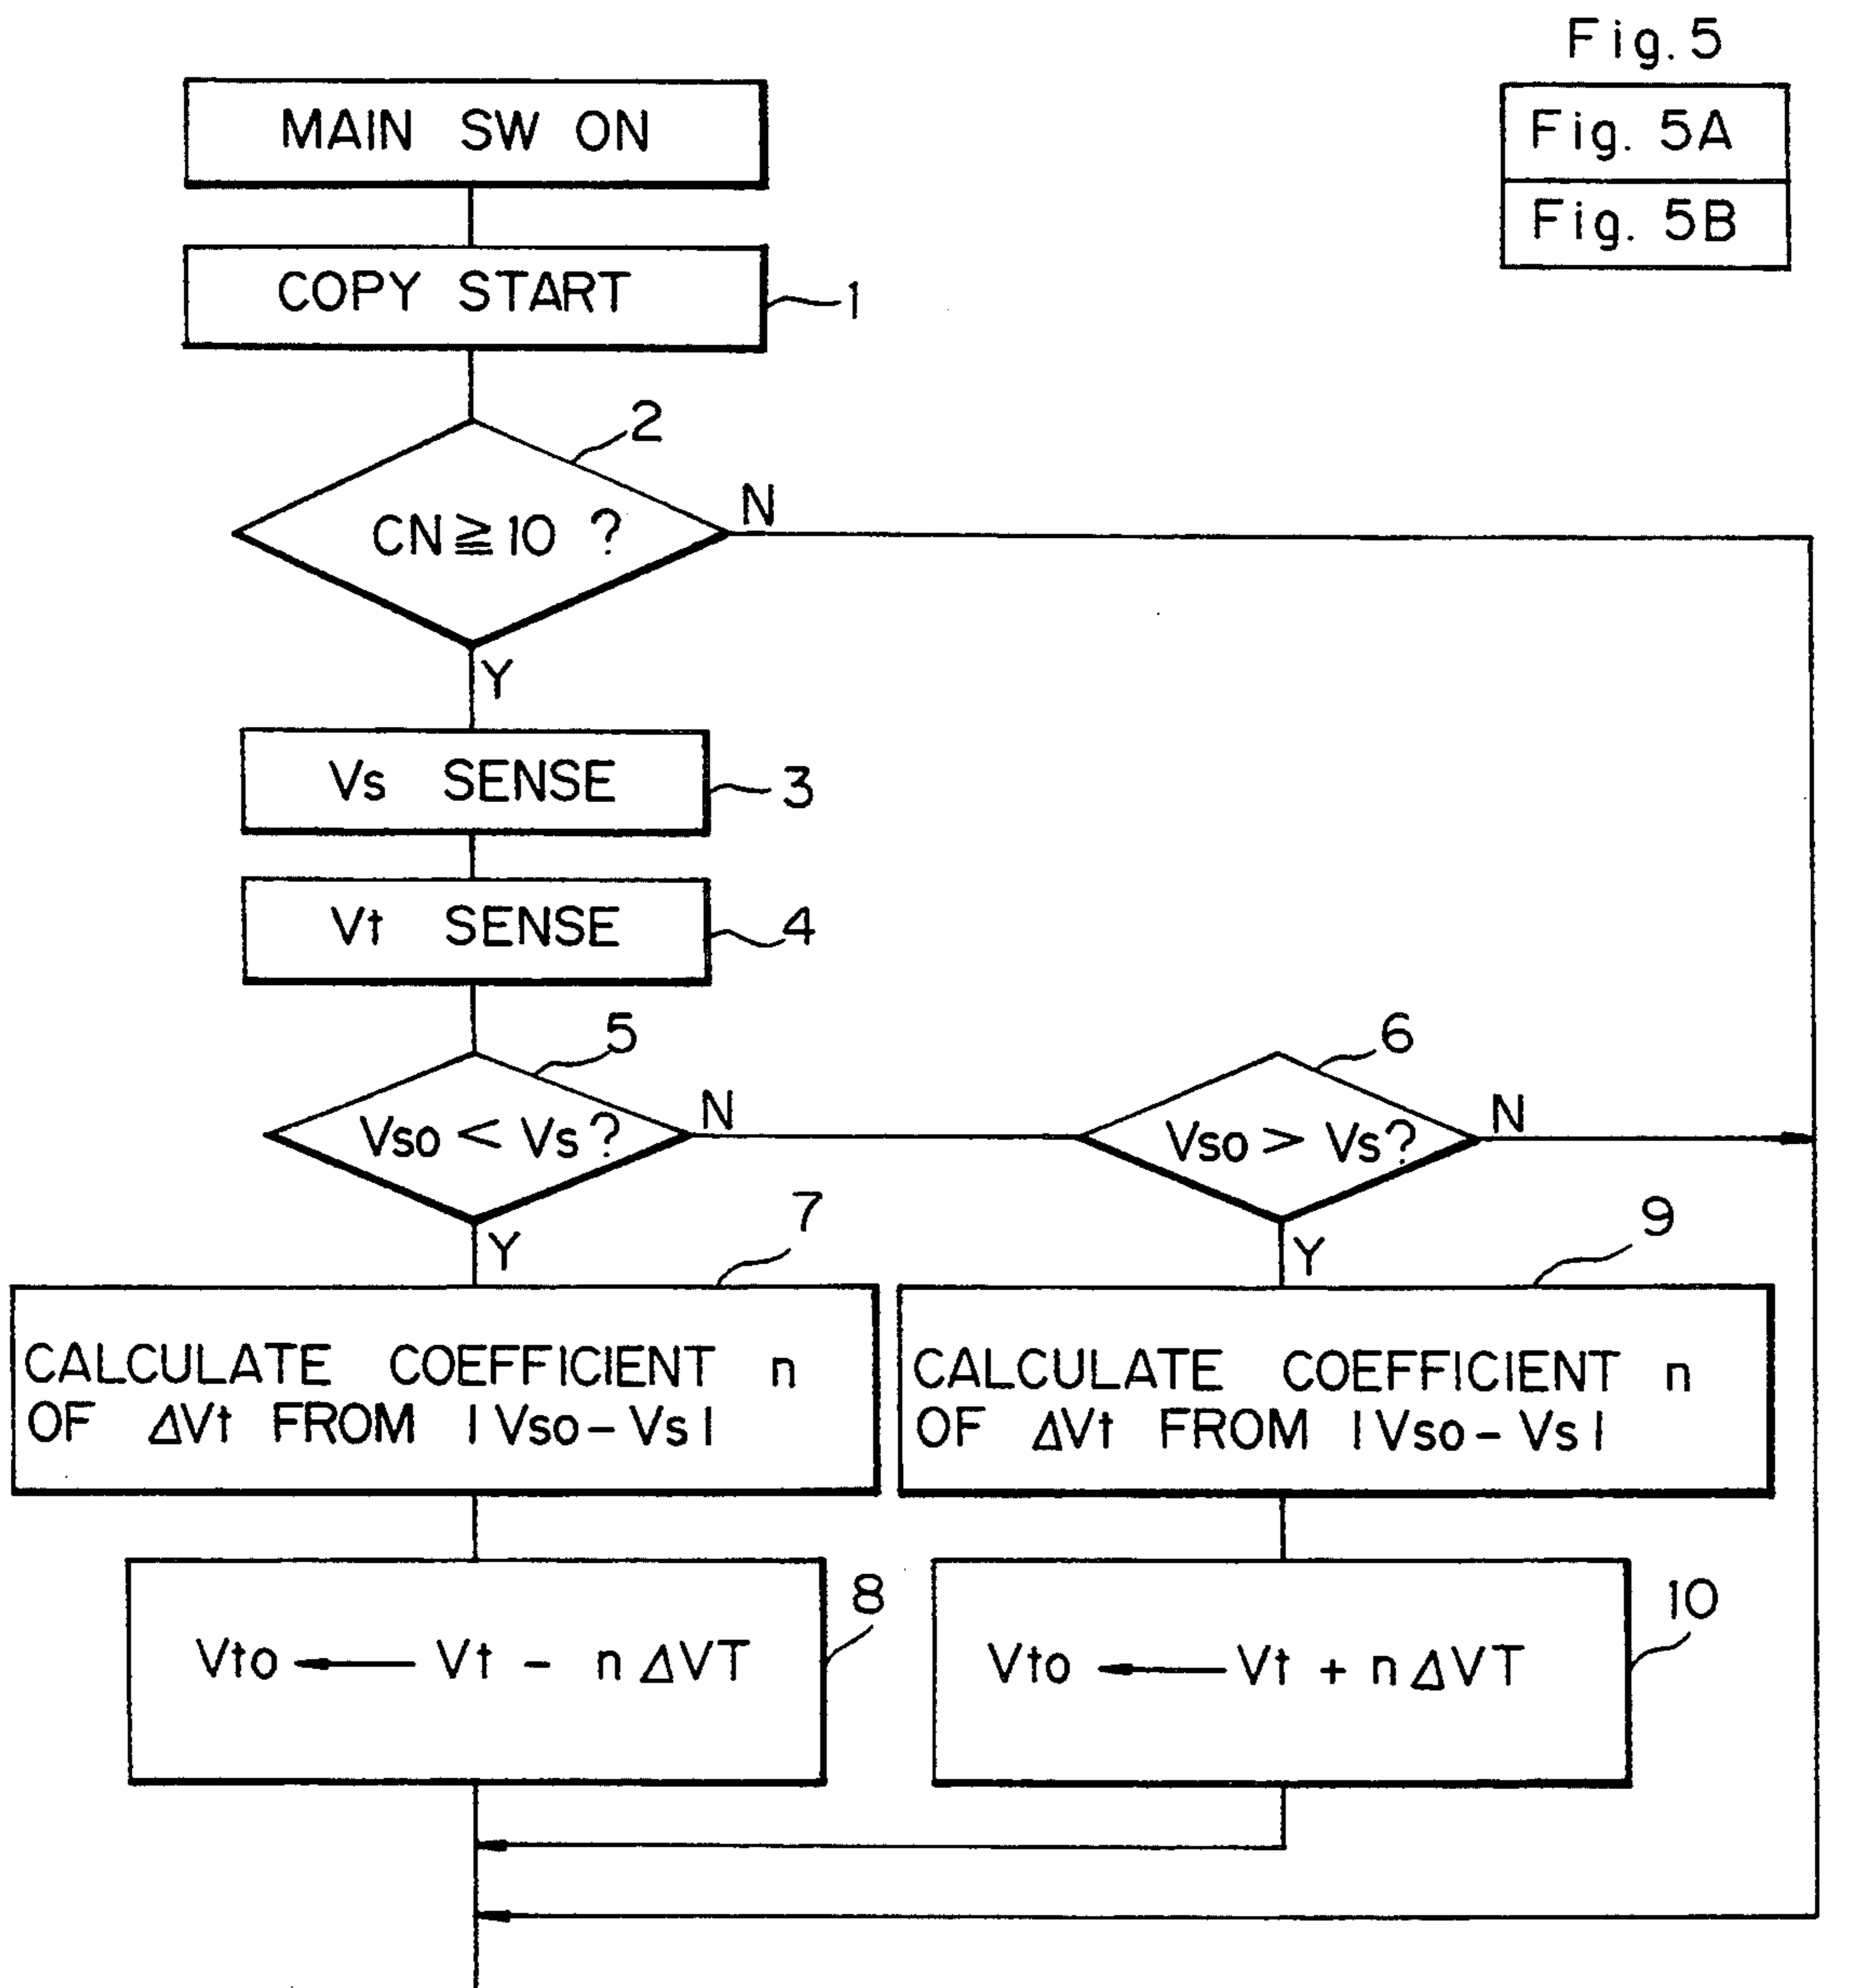 Fig. 5
Fig. 5A
Fig. 5B
MAIN SW ON
COPY START
1
2
CN≧10 ?
N
Y
Vs SENSE
3
Vt SENSE
4
5
Vso < Vs?
N
6
Vso > Vs?
N
Y
7
Y
9
CALCULATE COEFFICIENT n
OF ΔVt FROM |Vso-Vs|
CALCULATE COEFFICIENT n
OF ΔVt FROM |Vso-Vs|
Vto ← Vt - nΔVT
8
Vto ← Vt + nΔVT
10